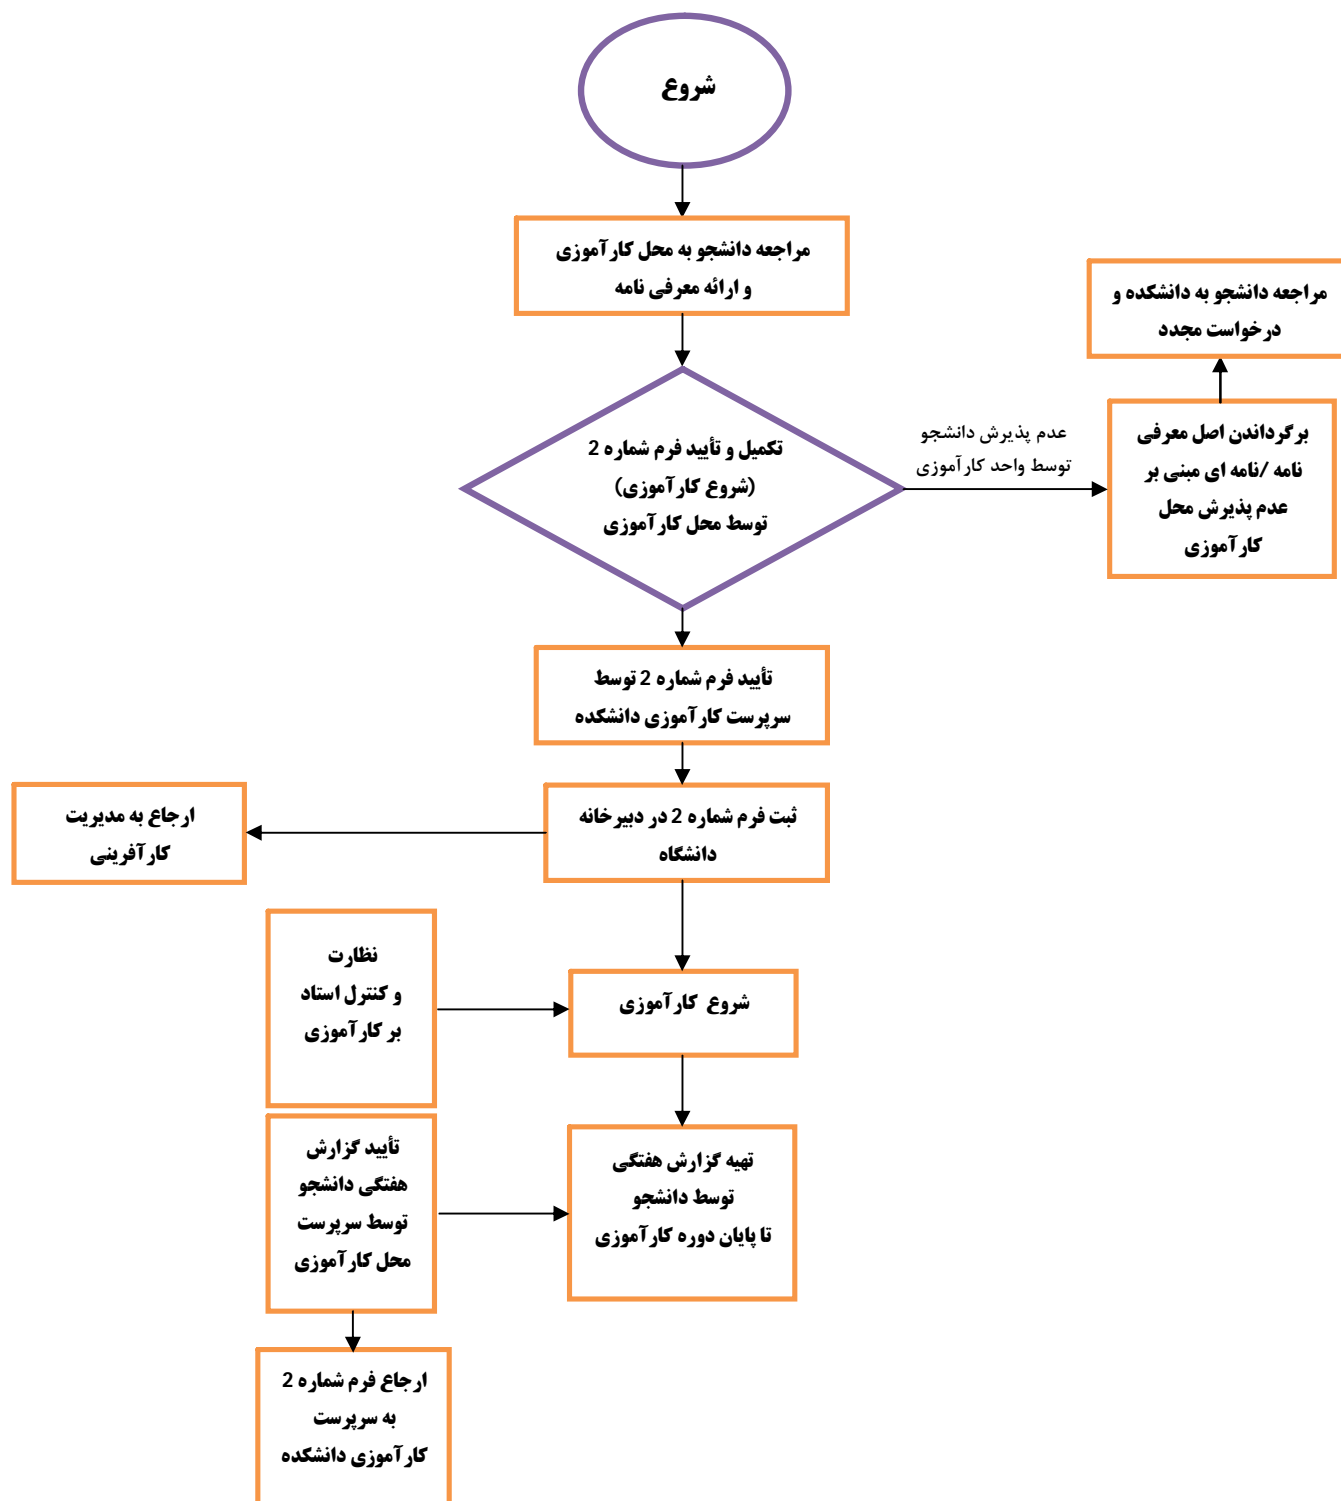 شروع
مراجعه دانشجو به محل کارآموزی
و ارائه معرفی نامه
مراجعه دانشجو به دانشکده و
درخواست مجدد
تکمیل و تأیید فرم شماره 2
(شروع کارآموزی)
توسط محل کارآموزی
عدم پذیرش دانشجو
توسط واحد کارآموزی
برگرداندن اصل معرفی
نامه /نامه ای مبنی بر
عدم پذیرش محل
کارآموزی
تأیید فرم شماره 2 توسط
سرپرست کارآموزی دانشکده
ثبت فرم شماره 2 در دبیرخانه
دانشگاه
ارجاع به مدیریت
کارآفرینی
نظارت
و کنترل استاد
بر کارآموزی
شروع کارآموزی
تأیید گزارش
هفتگی دانشجو
توسط سرپرست
محل کارآموزی
تهیه گزارش هفتگی
توسط دانشجو
تا پایان دوره کارآموزی
ارجاع فرم شماره 2
به سرپرست
کارآموزی دانشکده